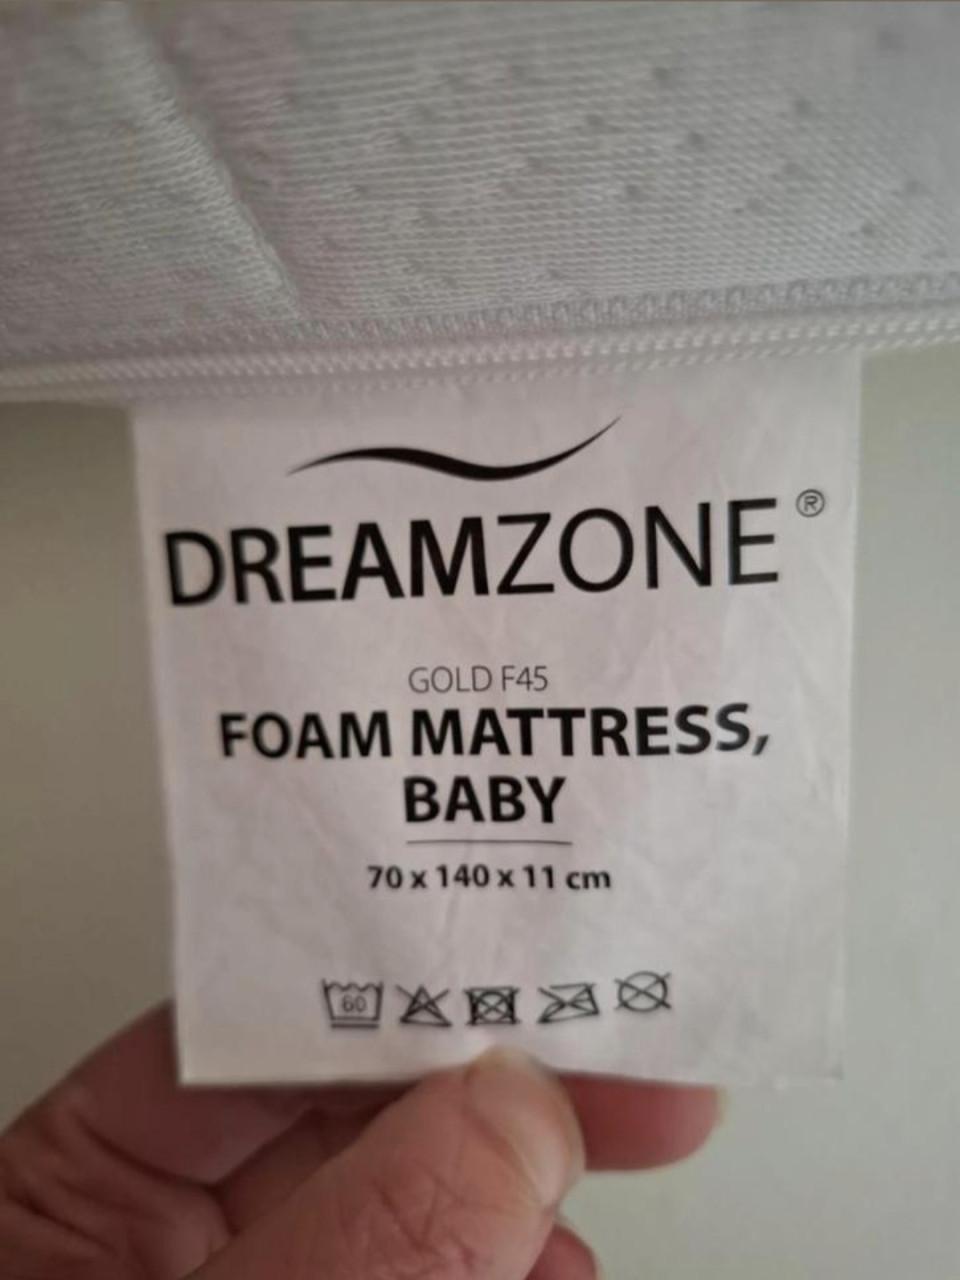 DREAMZONE®
GOLD F45
FOAM MATTRESS,
BABY
70 x 140 x 11 cm
60